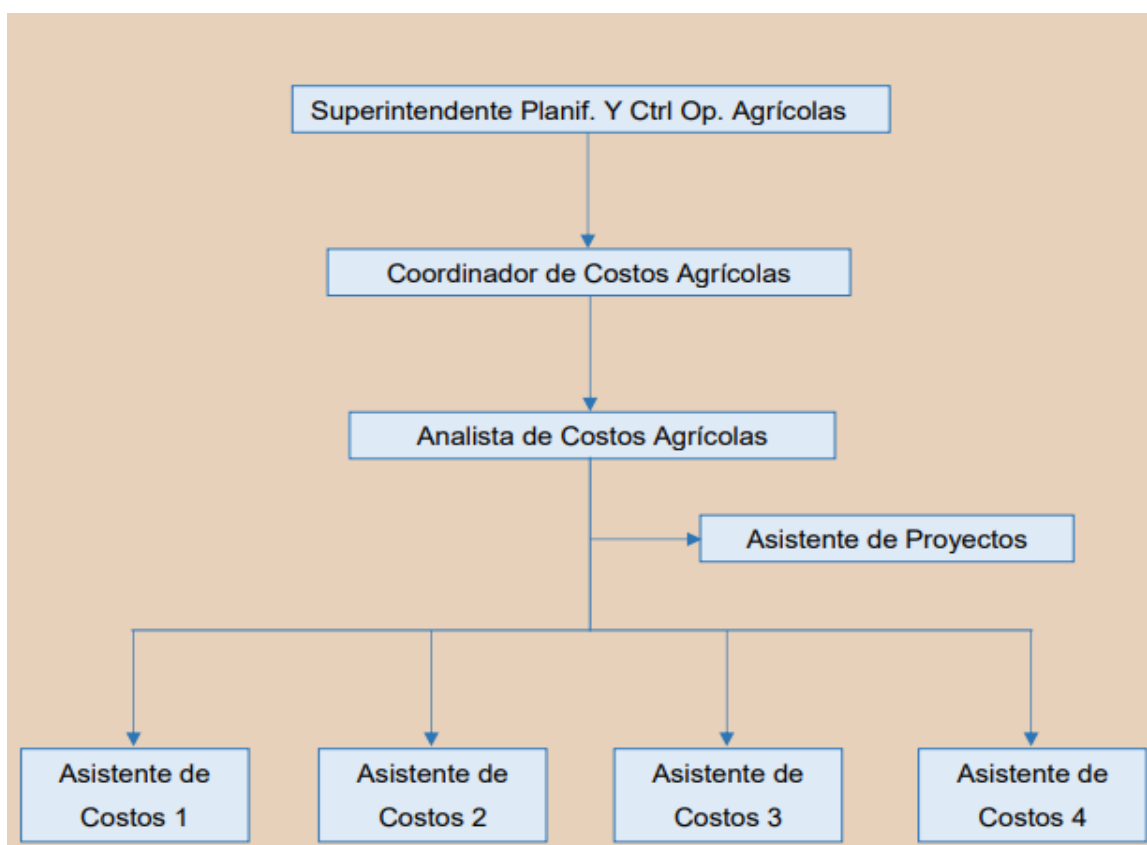 Superintendente Planif. Y Ctrl Op. Agrícolas
Coordinador de Costos Agrícolas
Analista de Costos Agrícolas
Asistente de Proyectos
Asistente de
Costos 1
Asistente de
Costos 2
Asistente de
Costos 3
Asistente de
Costos 4